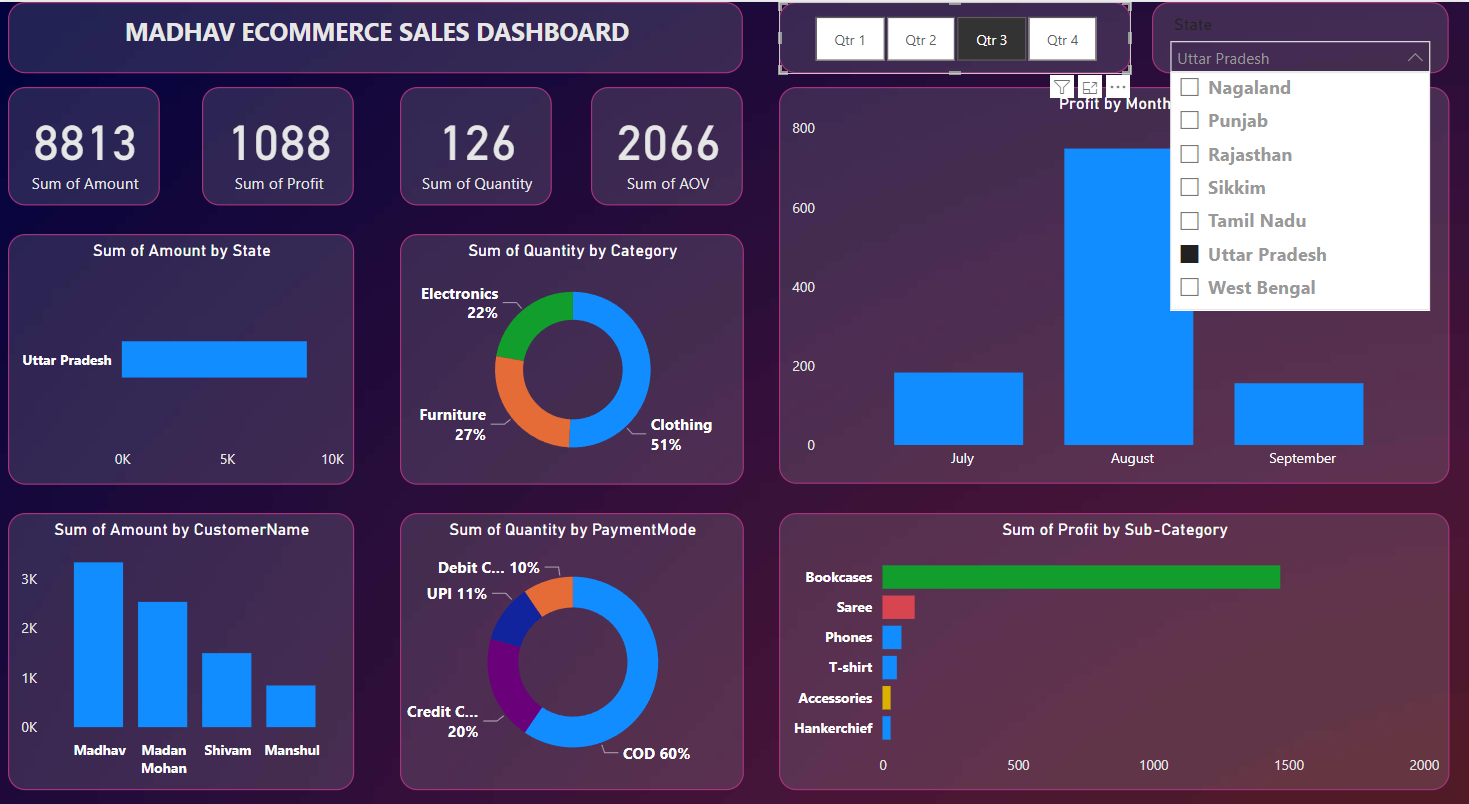 MADHAV ECOMMERCE SALES DASHBOARD
Qtr 1
Qtr 2
Qtr 3
Qtr 4
State
Uttar Pradesh
Nagaland
Punjab
Rajasthan
Sikkim
Tamil Nadu
Uttar Pradesh
West Bengal
8813
Sum of Amount
1088
Sum of Profit
126
Sum of Quantity
2066
Sum of AOV
Profit by Month
800
600
400
200
0
July
August
September
Sum of Amount by State
Uttar Pradesh
0K
5K
10K
Sum of Quantity by Category
Electronics
22%
Furniture
27%
Clothing
51%
Sum of Amount by CustomerName
3K
2K
1K
0K
Madhav
Madan
Mohan
Shivam
Manshul
Sum of Quantity by PaymentMode
Debit C... 10%
UPI 11%
Credit C...
20%
COD 60%
Sum of Profit by Sub-Category
Bookcases
Saree
Phones
T-shirt
Accessories
Hankerchief
0
500
1000
1500
2000